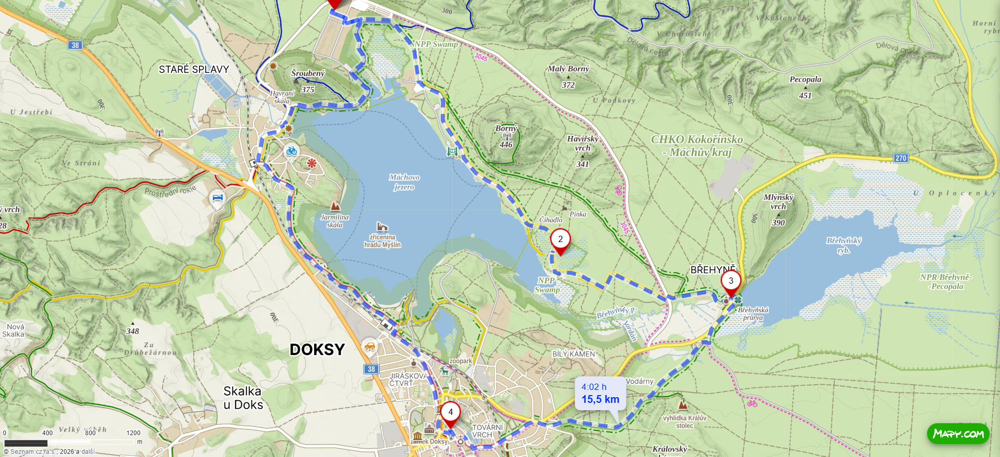 300
V Kaštanech
Horní
rybn
V Chorouších
Dělová cesta
Dělová cesta
NPP Swamp
38
3045
STARÉ SPLAVY
Šroubený
375
Malý Borný
372
Pecopala
451
Havraní
skála
300
U Podkovy
300
U Jestřebí
Borný
446
Havířský
vrch
341
CHKO Kokořínsko
- Máchův kraj
270
Ve Stráni
Máchovo
jezero
Prostřední rokle
Mlýnský
vrch
390
U Oplocenky
ý vrch
28
Jarmilina
skála
Čihadlo
Pinka
300
3045
zřícenina
hradu Myšlín
2
Břehyňský
ryb.
BŘEHYNĚ
3
NPP
Swamp
NPR Břehyně-
-Pecopala
Břehyňský p.
Jordán
Břehyňská
průrva
300
Nová
Skalka
348
Za
Drůbežárnou
DOKSY
38
BÍLÝ KÁMEN
zoopark
JIRÁSKOVA
ČTVRŤ
Skalka
u Doks
Vodárny
4:02 h
15,5 km
4
vyhlídka Králův
stolec
TOVÁRNÍ
VRCH
zámek Doksy
Velký výběh
Královský
0 400 800 1200
m
© Seznam.cz, a.s., 2026 a další
Mapy.com